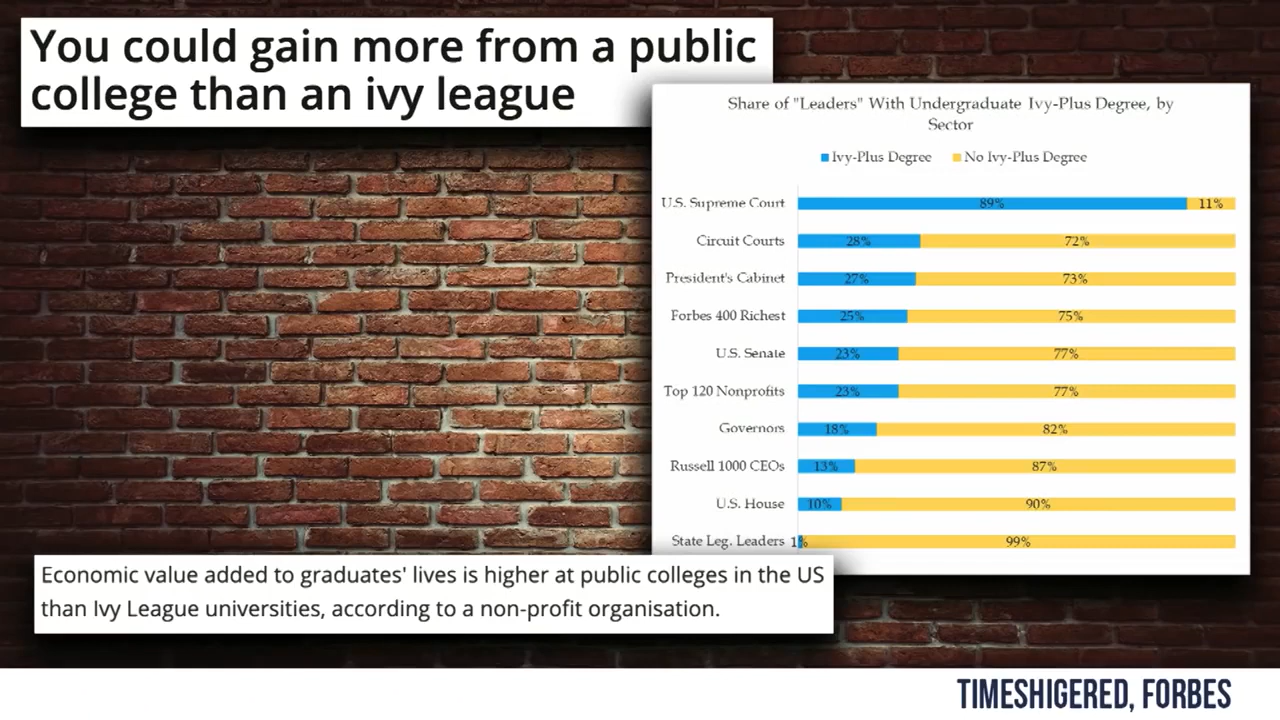 You could gain more from a public
college than an ivy league
Share of "Leaders" With Undergraduate Ivy-Plus Degree, by
Sector
Ivy-Plus Degree No Ivy-Plus Degree
U.S. Supreme Court 89% 11%
Circuit Courts 28% 72%
President's Cabinet 27% 73%
Forbes 400 Richest 25% 75%
U.S. Senate 23% 77%
Top 120 Nonprofits 23% 77%
Governors 18% 82%
Russell 1000 CEOs 13% 87%
U.S. House 10% 90%
State Leg. Leaders 1% 99%
Economic value added to graduates' lives is higher at public colleges in the US
than Ivy League universities, according to a non-profit organisation.
TIMESHIGERED, FORBES